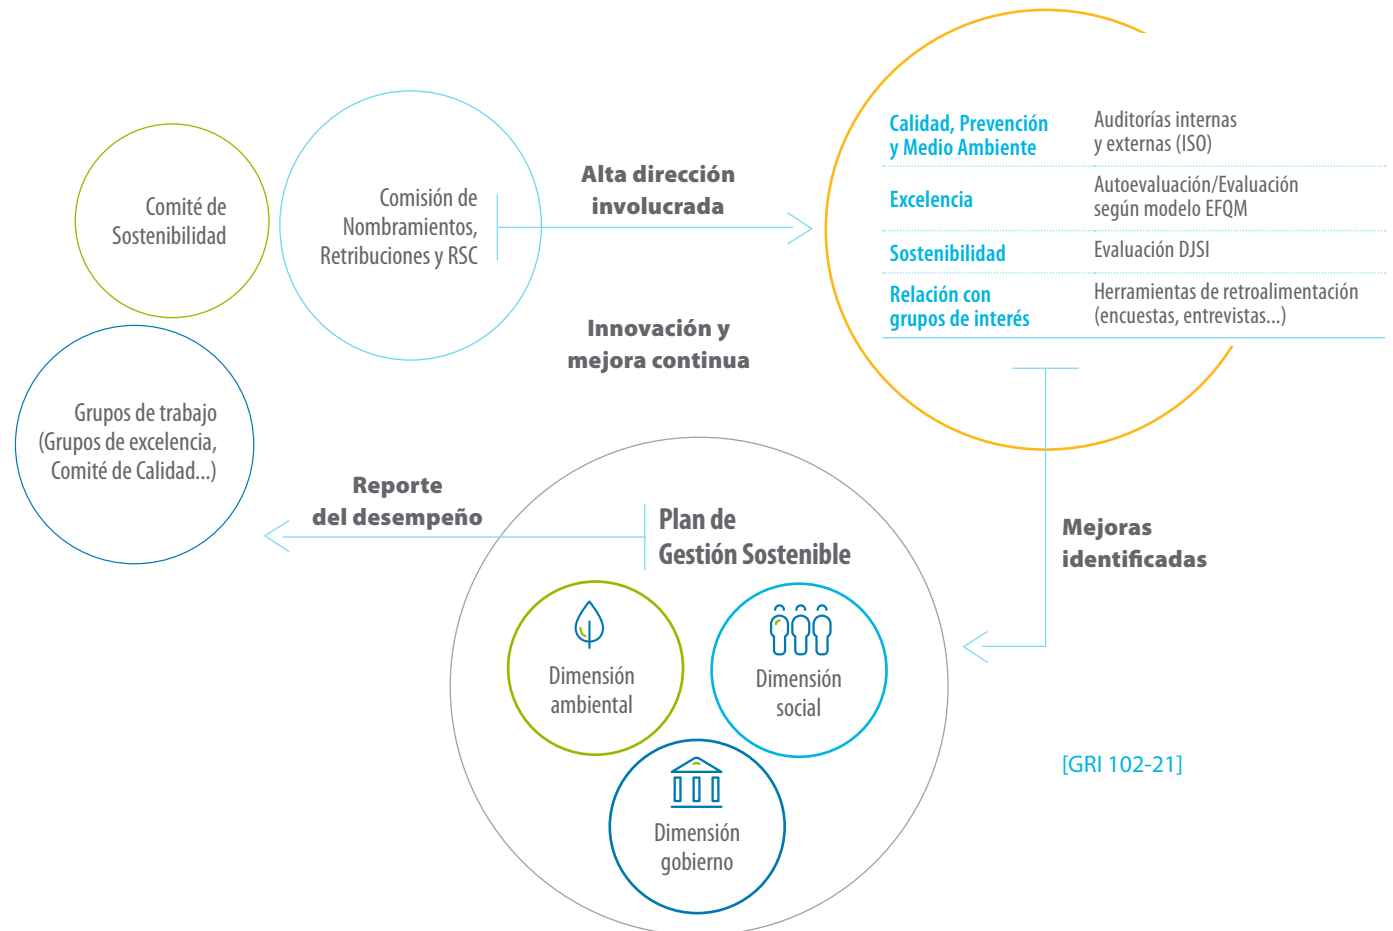 Comité de
Sostenibilidad
Comisión de
Nombramientos,
Retribuciones y RSC
Alta dirección
involucrada
Calidad, Prevención
y Medio Ambiente
Auditorías internas
y externas (ISO)
Excelencia
Autoevaluación/Evaluación
según modelo EFQM
Sostenibilidad
Evaluación DJSI
Relación con
grupos de interés
Herramientas de retroalimentación
(encuestas, entrevistas...)
Innovación y
mejora continua
Grupos de trabajo
(Grupos de excelencia,
Comité de Calidad...)
Reporte
del desempeño
Plan de
Gestión Sostenible
Mejoras
identificadas
Dimensión
ambiental
Dimensión
social
Dimensión
gobierno
[GRI 102-21]